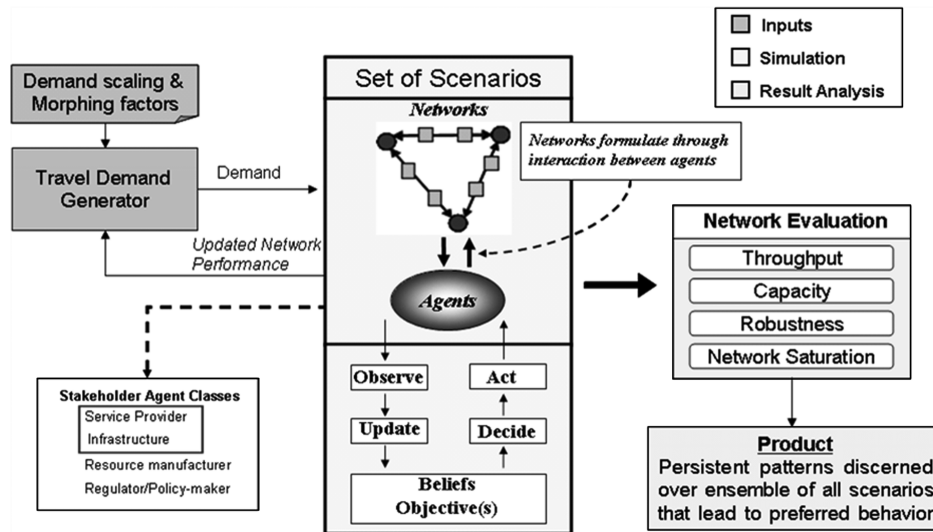 Inputs
Simulation
Result Analysis
Demand scaling &
Morphing factors
Travel Demand
Generator
Demand
Updated Network
Performance
Set of Scenarios
Networks
Networks formulate through
interaction between agents
Agents
Observe
Act
Update
Decide
Beliefs
Objective(s)
Stakeholder Agent Classes
Service Provider
Infrastructure
Resource manufacturer
Regulator/Policy-maker
Network Evaluation
Throughput
Capacity
Robustness
Network Saturation
Product
Persistent patterns discerned
over ensemble of all scenarios
that lead to preferred behavior